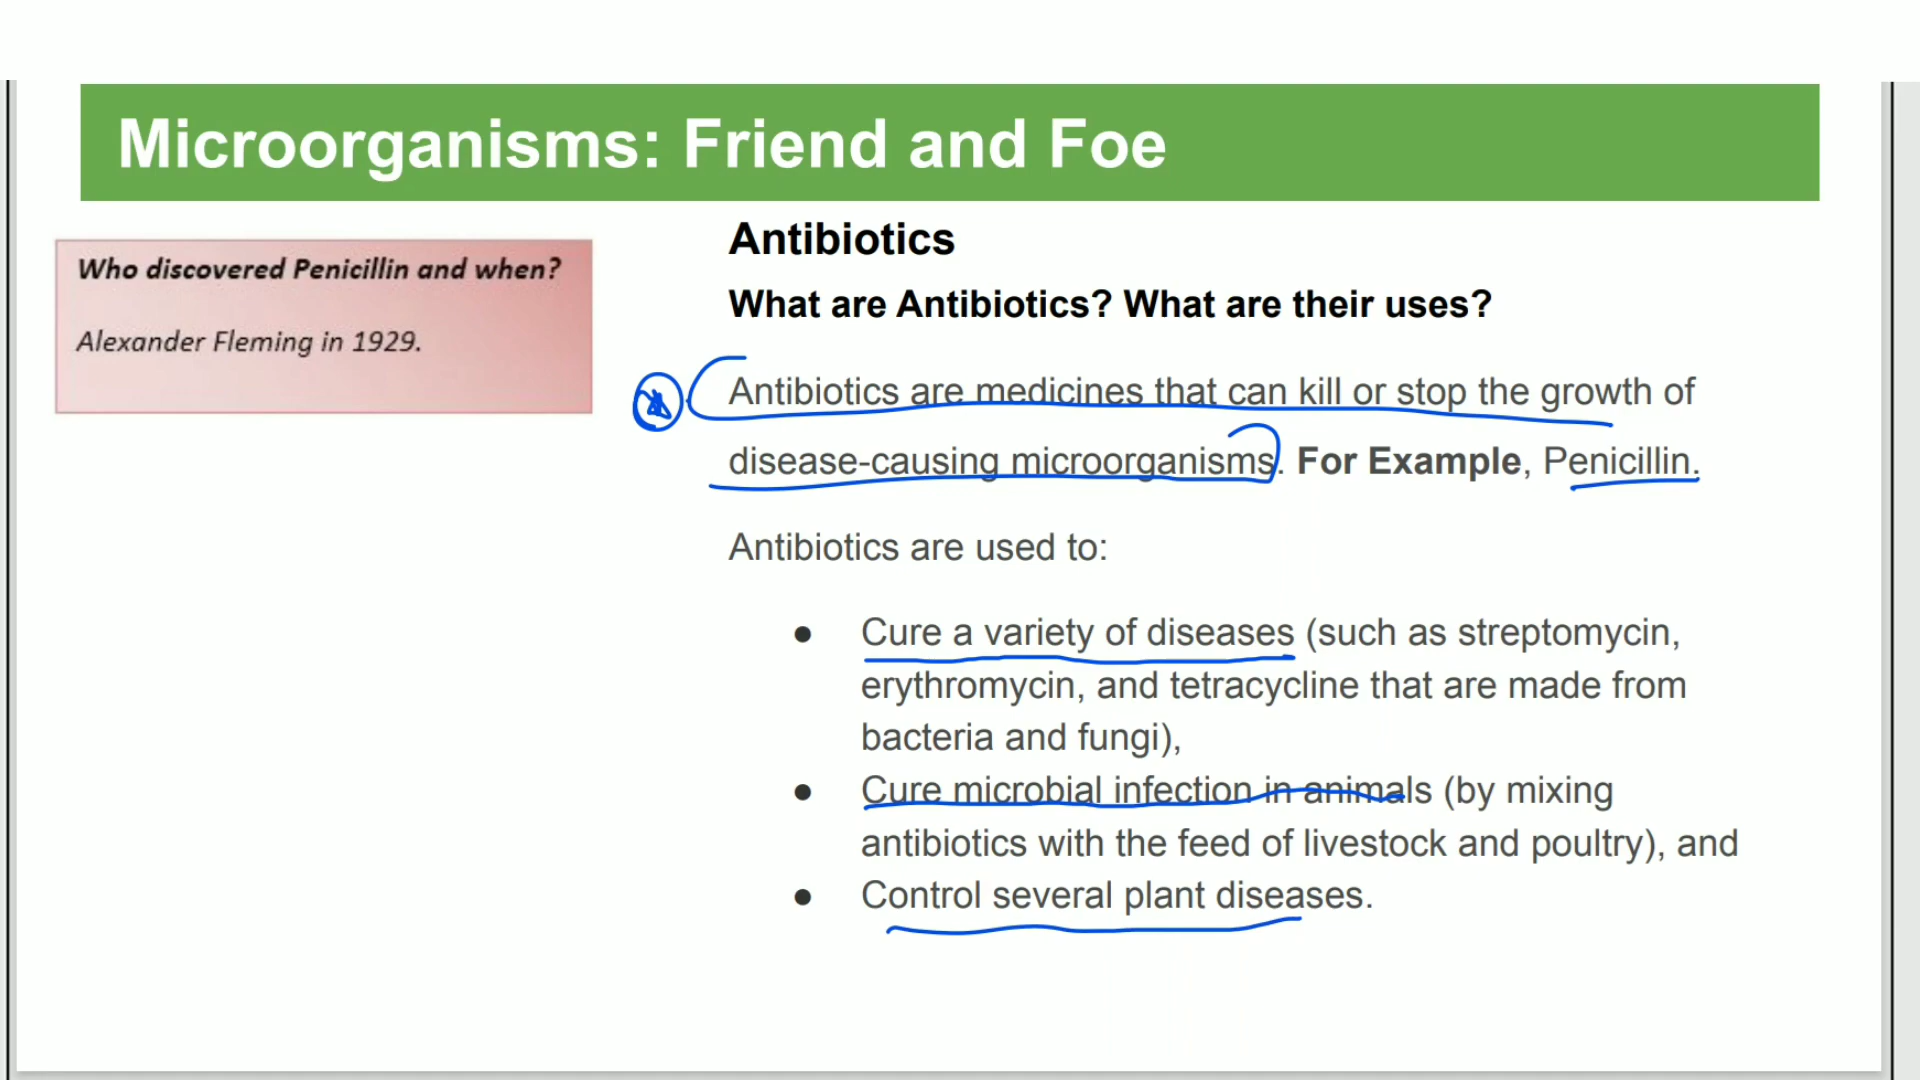 Microorganisms: Friend and Foe
Who discovered Penicillin and when?
Alexander Fleming in 1929.
Antibiotics
What are Antibiotics? What are their uses?
Antibiotics are medicines that can kill or stop the growth of
disease-causing microorganisms. For Example, Penicillin.
Antibiotics are used to:
● Cure a variety of diseases (such as streptomycin,
erythromycin, and tetracycline that are made from
bacteria and fungi),
● Cure microbial infection in animals (by mixing
antibiotics with the feed of livestock and poultry), and
● Control several plant diseases.